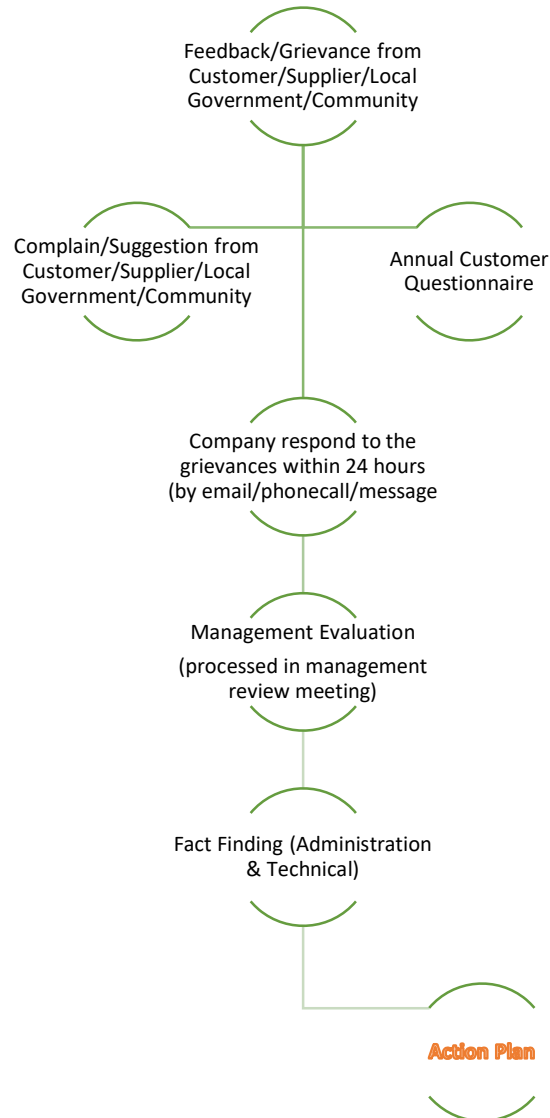 Feedback/Grievance from
Customer/Supplier/Local
Government/Community
Complain/Suggestion from
Customer/Supplier/Local
Government/Community
Annual Customer
Questionnaire
Company respond to the
grievances within 24 hours
(by email/phonecall/message
Management Evaluation
(processed in management
review meeting)
Fact Finding (Administration
& Technical)
Action Plan